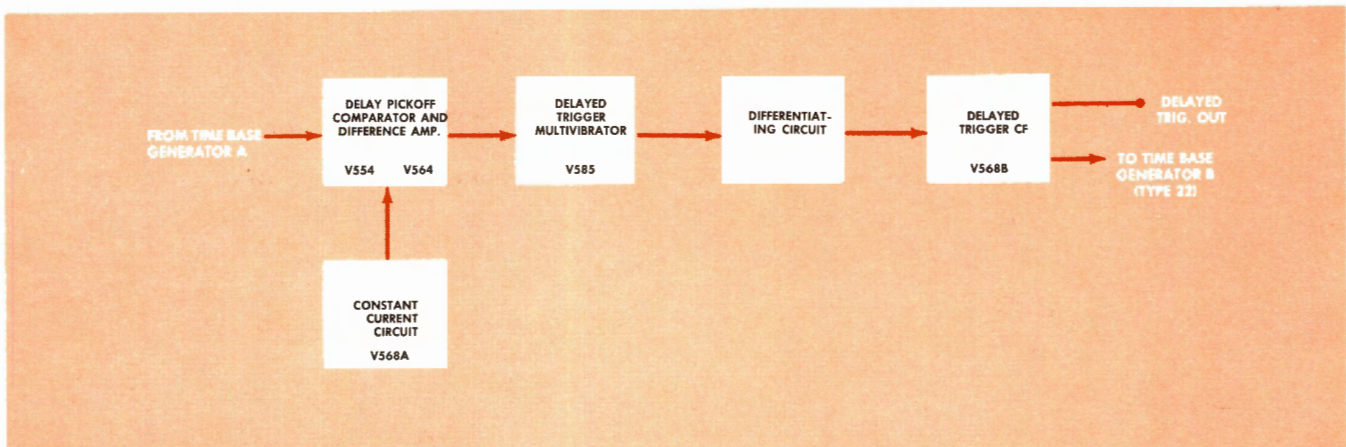 FROM TIME BASE
GENERATOR A
DELAY PICKOFF
COMPARATOR AND
DIFFERENCE AMP.
V554 V564
DELAYED
TRIGGER
MULTIVIBRATOR
V585
DIFFERENTIAT-
ING CIRCUIT
DELAYED
TRIGGER CF
V568B
DELAYED
TRIG. OUT
TO TIME BASE
GENERATOR B
(TYPE 22)
CONSTANT
CURRENT
CIRCUIT
V568A